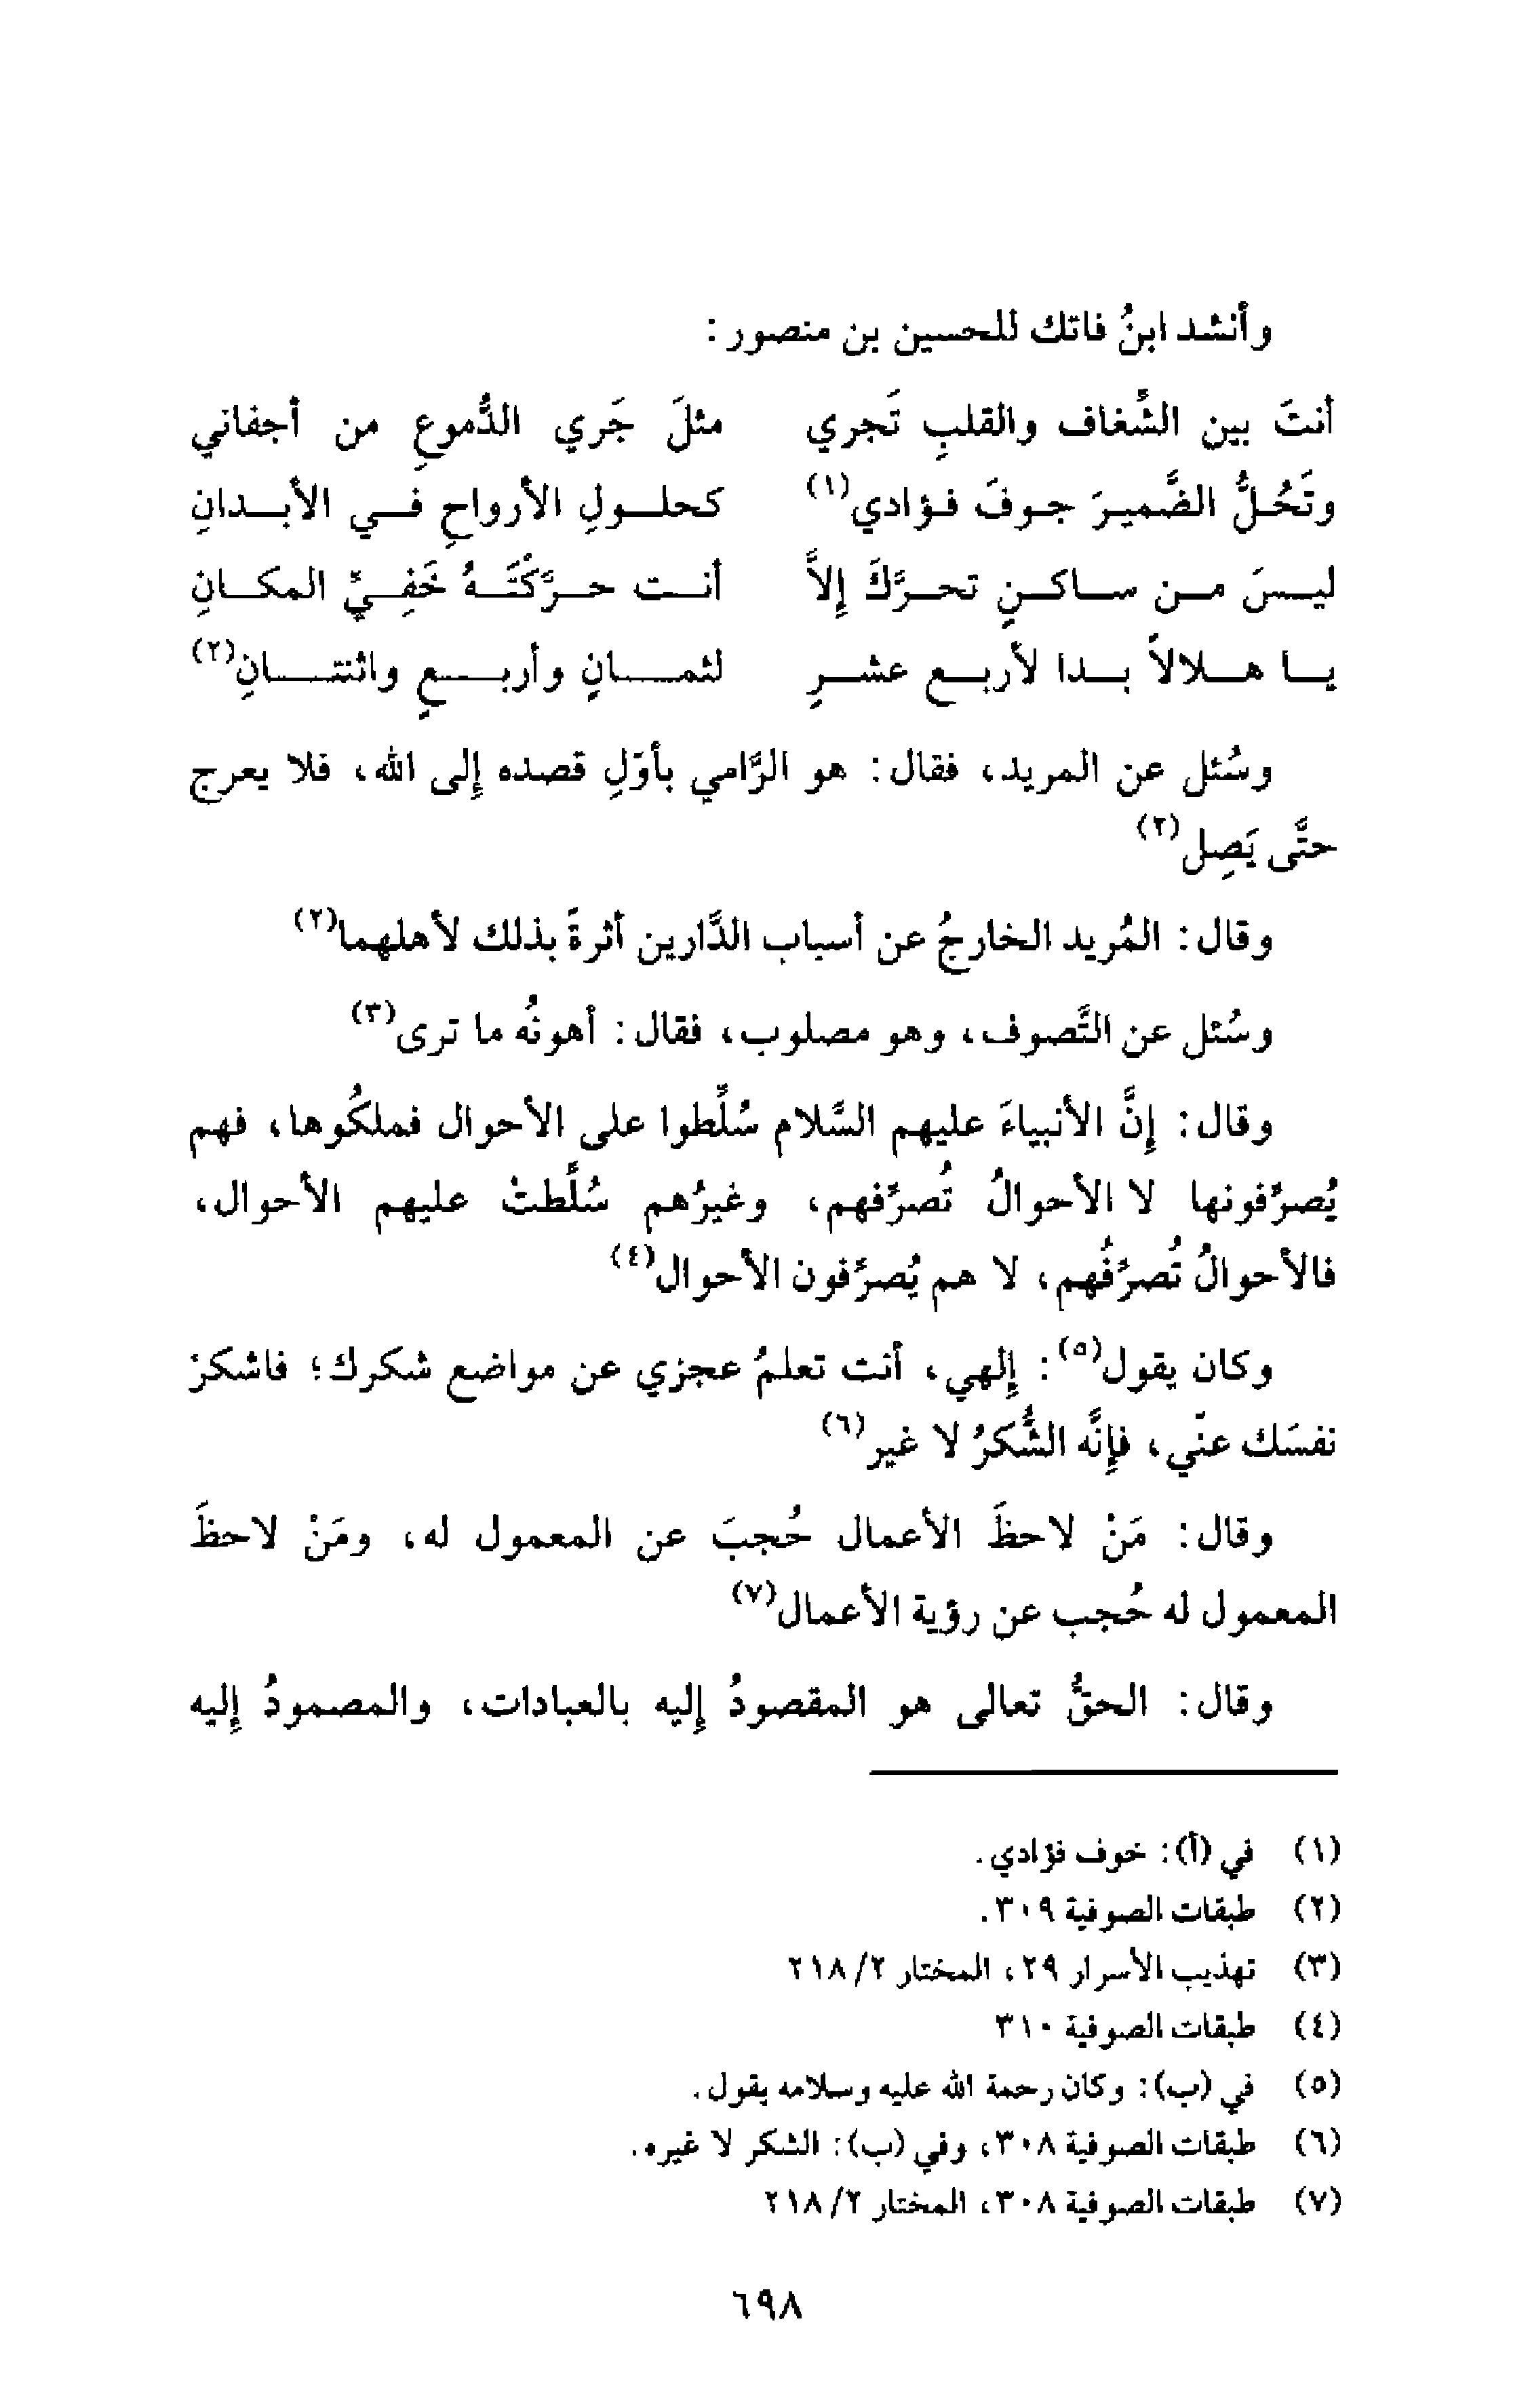 وأنشد ابنُ فاتك للحسين بن منصور:
أنتَ بين الشَّغاف والقلبِ تَجري مثلَ جَري الدُّموعِ من أجفاني
وتَحُلُّ الضَّميرَ جوفَ فؤادي(١) كحلولِ الأرواحِ في الأبدانِ
ليسَ من ساكنٍ تحرَّكَ إلاَّ أنت حرَّكتَهُ خَفِيّ المكانِ
يا هلالاً بدا لأربع عشرٍ لثمانٍ وأربعٍ واثنتانِ(٢)
وسُئل عن المريد، فقال: هو الرَّامي بأوّلِ قصده إلى الله، فلا يعرج
حتَّى يَصِل(٢)
وقال: المُريد الخارجُ عن أسباب الدَّارين أثرةً بذلك لأهلهما(٢)
وسُئل عن التَّصوف، وهو مصلوب، فقال: أهونُه ما ترى(٣)
وقال: إنَّ الأنبياءَ عليهم السَّلام سُلِّطوا على الأحوال فملكُوها، فهم
يُصرِّفونها لا الأحوالُ تُصرِّفهم، وغيرُهم سُلِّطتْ عليهم الأحوال،
فالأحوالُ تُصرِّفُهم، لا هم يُصرِّفون الأحوال(٤)
وكان يقول(٥): إلهي، أنت تعلمُ عجزي عن مواضع شكرك؛ فاشكرْ
نفسَك عنّي، فإنَّه الشُّكرُ لا غير(٦)
وقال: مَنْ لاحظَ الأعمال حُجبَ عن المعمول له، ومَنْ لاحظَ
المعمول له حُجب عن رؤية الأعمال(٧)
وقال: الحقُّ تعالى هو المقصودُ إليه بالعبادات، والمصمودُ إليه
(١) في (أ): خوف فؤادي.
(٢) طبقات الصوفية ٣٠٩.
(٣) تهذيب الأسرار ٢٩، المختار ٢/ ٢١٨
(٤) طبقات الصوفية ٣١٠
(٥) في (ب): وكان رحمة الله عليه وسلامه يقول.
(٦) طبقات الصوفية ٣٠٨، وفي (ب): الشكر لا غيره.
(٧) طبقات الصوفية ٣٠٨، المختار ٢/ ٢١٨
٦٩٨